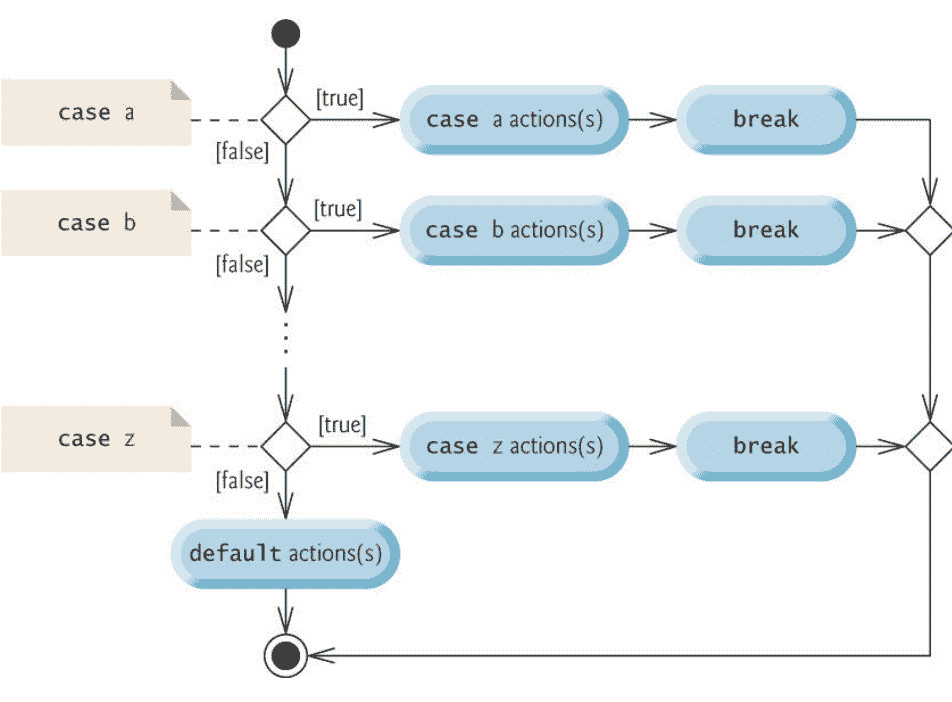 [true]
case a
case a actions(s)
break
[false]
[true]
case b
case b actions(s)
break
[false]
[true]
case z
case z actions(s)
break
[false]
default actions(s)